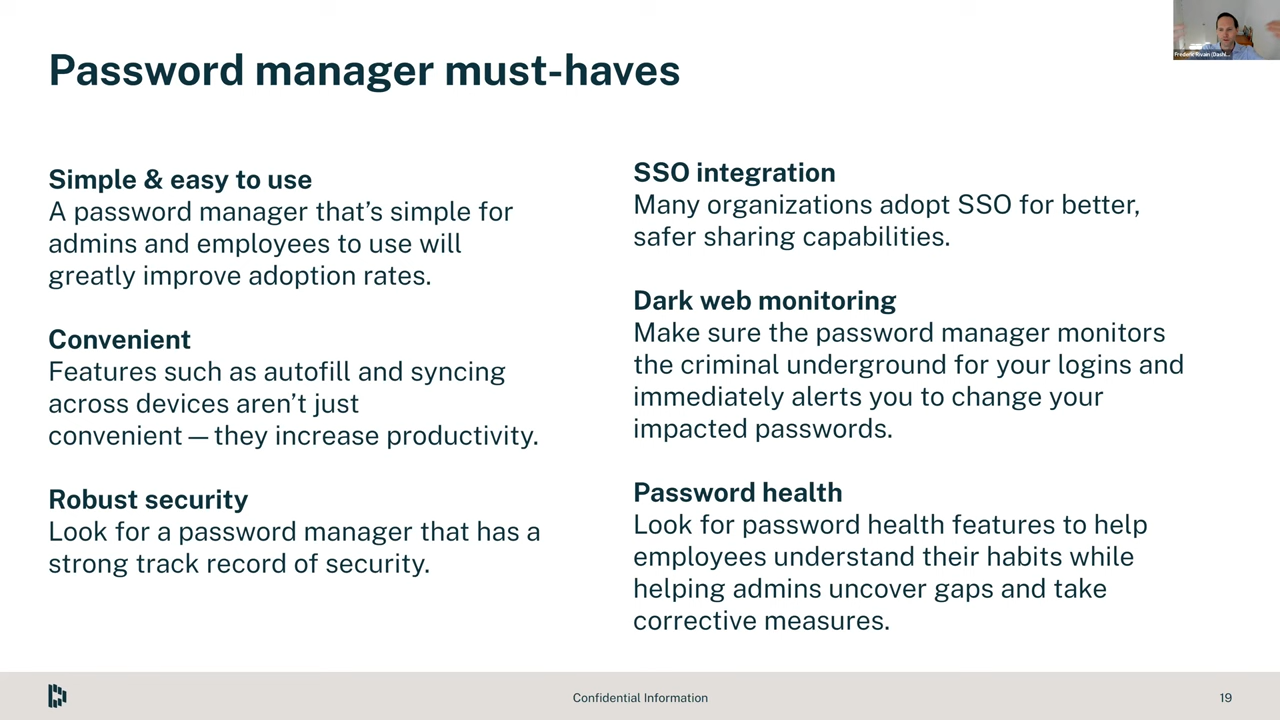 Password manager must-haves
Frederic Rivain (Dashl...
Simple & easy to use
A password manager that’s simple for
admins and employees to use will
greatly improve adoption rates.
Convenient
Features such as autofill and syncing
across devices aren’t just
convenient — they increase productivity.
Robust security
Look for a password manager that has a
strong track record of security.
SSO integration
Many organizations adopt SSO for better,
safer sharing capabilities.
Dark web monitoring
Make sure the password manager monitors
the criminal underground for your logins and
immediately alerts you to change your
impacted passwords.
Password health
Look for password health features to help
employees understand their habits while
helping admins uncover gaps and take
corrective measures.
Confidential Information
19